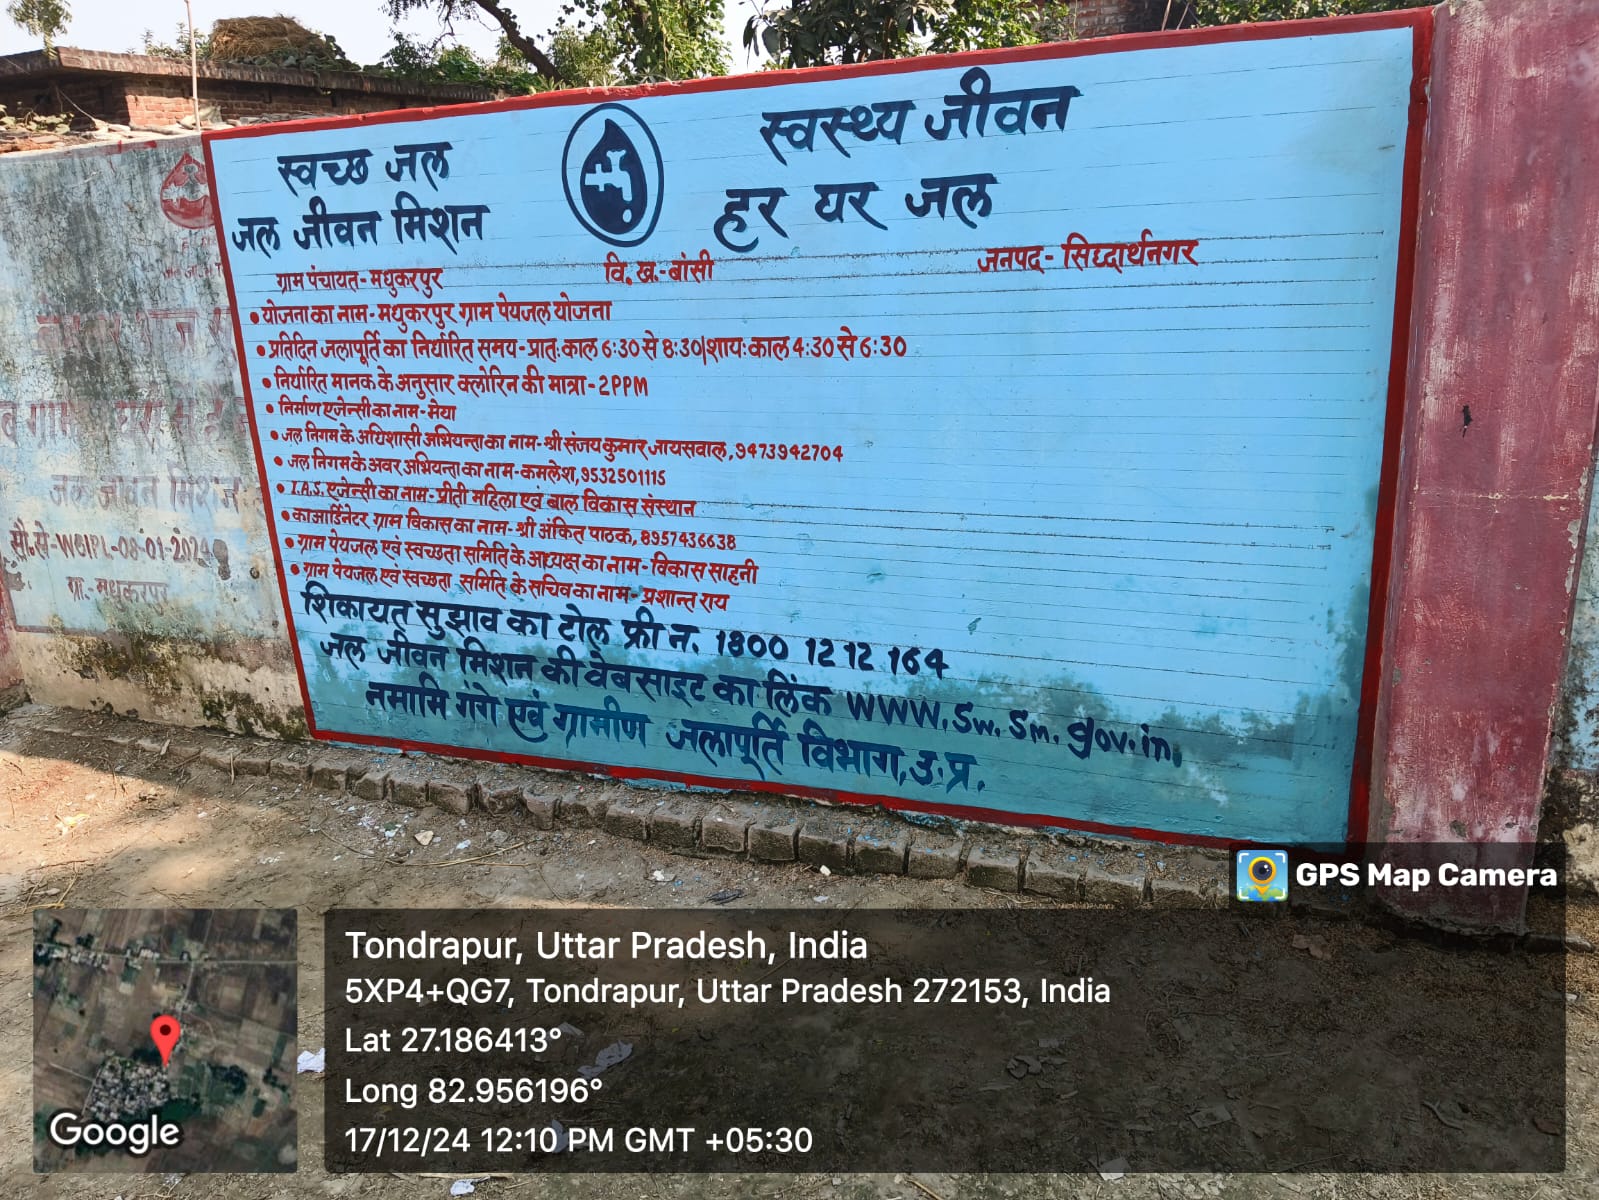 स्वच्छ जल
जल जीवन मिशन
स्वस्थ्य जीवन
हर घर जल
ग्राम पंचायत-मधुकरपुर
वि. ख.-बांसी
जनपद- सिध्दार्थनगर
• योजना का नाम- मधुकरपुर ग्राम पेयजल योजना
• प्रतिदिन जलापूर्ति का निर्धारित समय- प्रातःकाल 6:30 से 8:30|शायःकाल 4:30 से 6:30
• निर्धारित मानक के अनुसार क्लोरिन की मात्रा- 2PPM
• निर्माण एजेन्सी का नाम-मेघा
• जल निगम के अधिशासी अभियन्ता का नाम-श्री संजय कुमार जायसवाल, 9473942704
• जल निगम के अवर अभियन्ता का नाम-कमलेश, 9532501115
• I.A.S. एजेन्सी का नाम- प्रीती महिला एवं बाल विकास संस्थान
• काआर्डिनेटर ग्राम विकास का नाम- श्री अंकित पाठक, 8957436638
• ग्राम पेयजल एवं स्वच्छता समिति के अध्यक्ष का नाम- विकास साहनी
• ग्राम पेयजल एवं स्वच्छता समिति के सचिव का नाम- प्रशान्त राय
शिकायत सुझाव का टोल फ्री न. 1800 12 12 164
जल जीवन मिशन की वेबसाइट का लिंक WWW.Sw.Sm.gov.in.
नमामि गंगे एवं ग्रामीण जलापूर्ति विभाग, उ.प्र.
जल जीवन मिशन
सौ.से-WGIPL-08-01-2024
ग्रा.-मधुकरपुर
GPS Map Camera
Tondrapur, Uttar Pradesh, India
5XP4+QG7, Tondrapur, Uttar Pradesh 272153, India
Lat 27.186413°
Long 82.956196°
17/12/24 12:10 PM GMT +05:30
Google